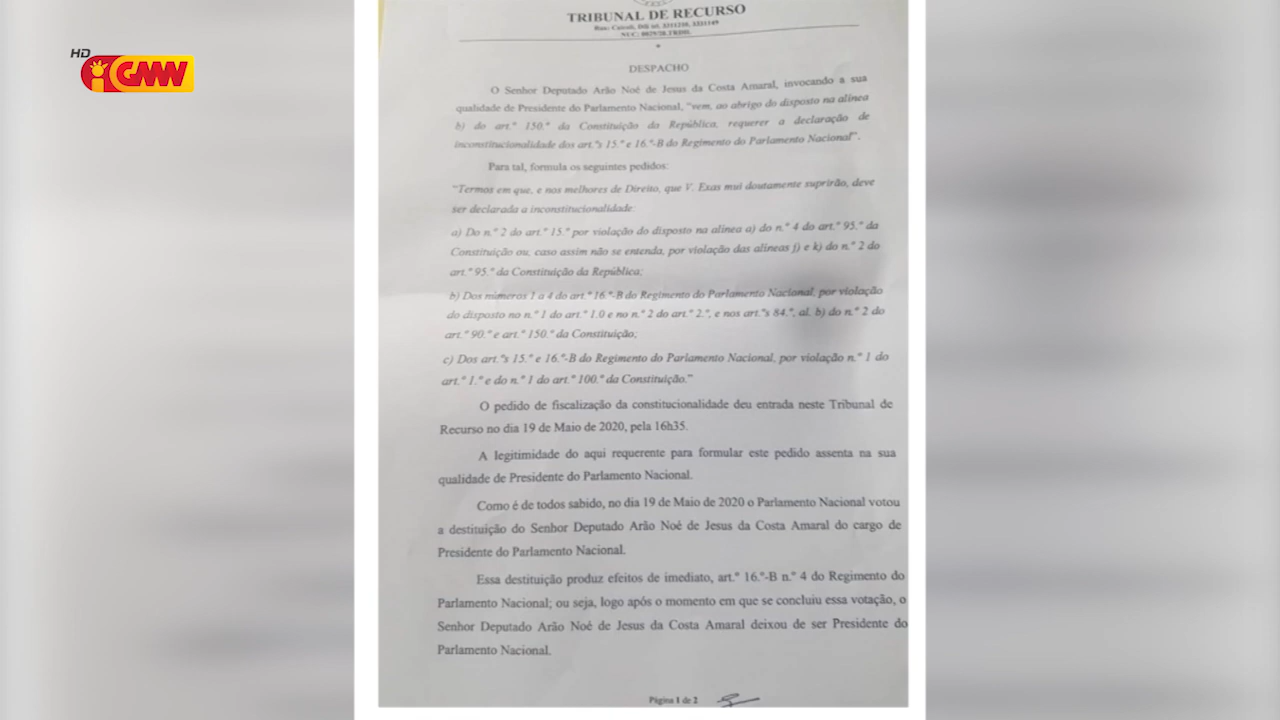 HD
GMN
TRIBUNAL DE RECURSO
DESPACHO
O Senhor Deputado Arão Noé de Jesus da Costa Amaral, invocando a sua
qualidade de Presidente do Parlamento Nacional, "vem, ao abrigo do disposto na alínea
b) do art.º 150.º da Constituição da República, requerer a declaração de
inconstitucionalidade dos art.ºs 15.º e 16.º-B do Regimento do Parlamento Nacional".
Para tal, formula os seguintes pedidos:
"Termos em que, e nos melhores de Direito, que V. Exas mui doutamente suprirão, deve
ser declarada a inconstitucionalidade:
a) Do n.º 2 do art.º 15.º por violação do disposto na alínea a) do n.º 4 do art.º 95.º da
Constituição ou, caso assim não se entenda, por violação das alíneas j) e k) do n.º 2 do
art.º 95.º da Constituição da República;
b) Dos números 1 a 4 do art.º 16.º-B do Regimento do Parlamento Nacional, por violação
do disposto no n.º 1 do art.º 1.0 e no n.º 2 do art.º 2.º, e nos art.ºs 84.º, al. b) do n.º 2 do
art.º 90.º e art.º 150.º da Constituição;
c) Dos art.ºs 15.º e 16.º-B do Regimento do Parlamento Nacional, por violação n.º 1 do
art.º 1.º e do n.º 1 do art.º 100.º da Constituição."
O pedido de fiscalização da constitucionalidade deu entrada neste Tribunal de
Recurso no dia 19 de Maio de 2020, pela 16h35.
A legitimidade do aqui requerente para formular este pedido assenta na sua
qualidade de Presidente do Parlamento Nacional.
Como é de todos sabido, no dia 19 de Maio de 2020 o Parlamento Nacional votou
a destituição do Senhor Deputado Arão Noé de Jesus da Costa Amaral do cargo de
Presidente do Parlamento Nacional.
Essa destituição produz efeitos de imediato, art.º 16.º-B n.º 4 do Regimento do
Parlamento Nacional; ou seja, logo após o momento em que se concluiu essa votação, o
Senhor Deputado Arão Noé de Jesus da Costa Amaral deixou de ser Presidente do
Parlamento Nacional.
Página 1 de 2